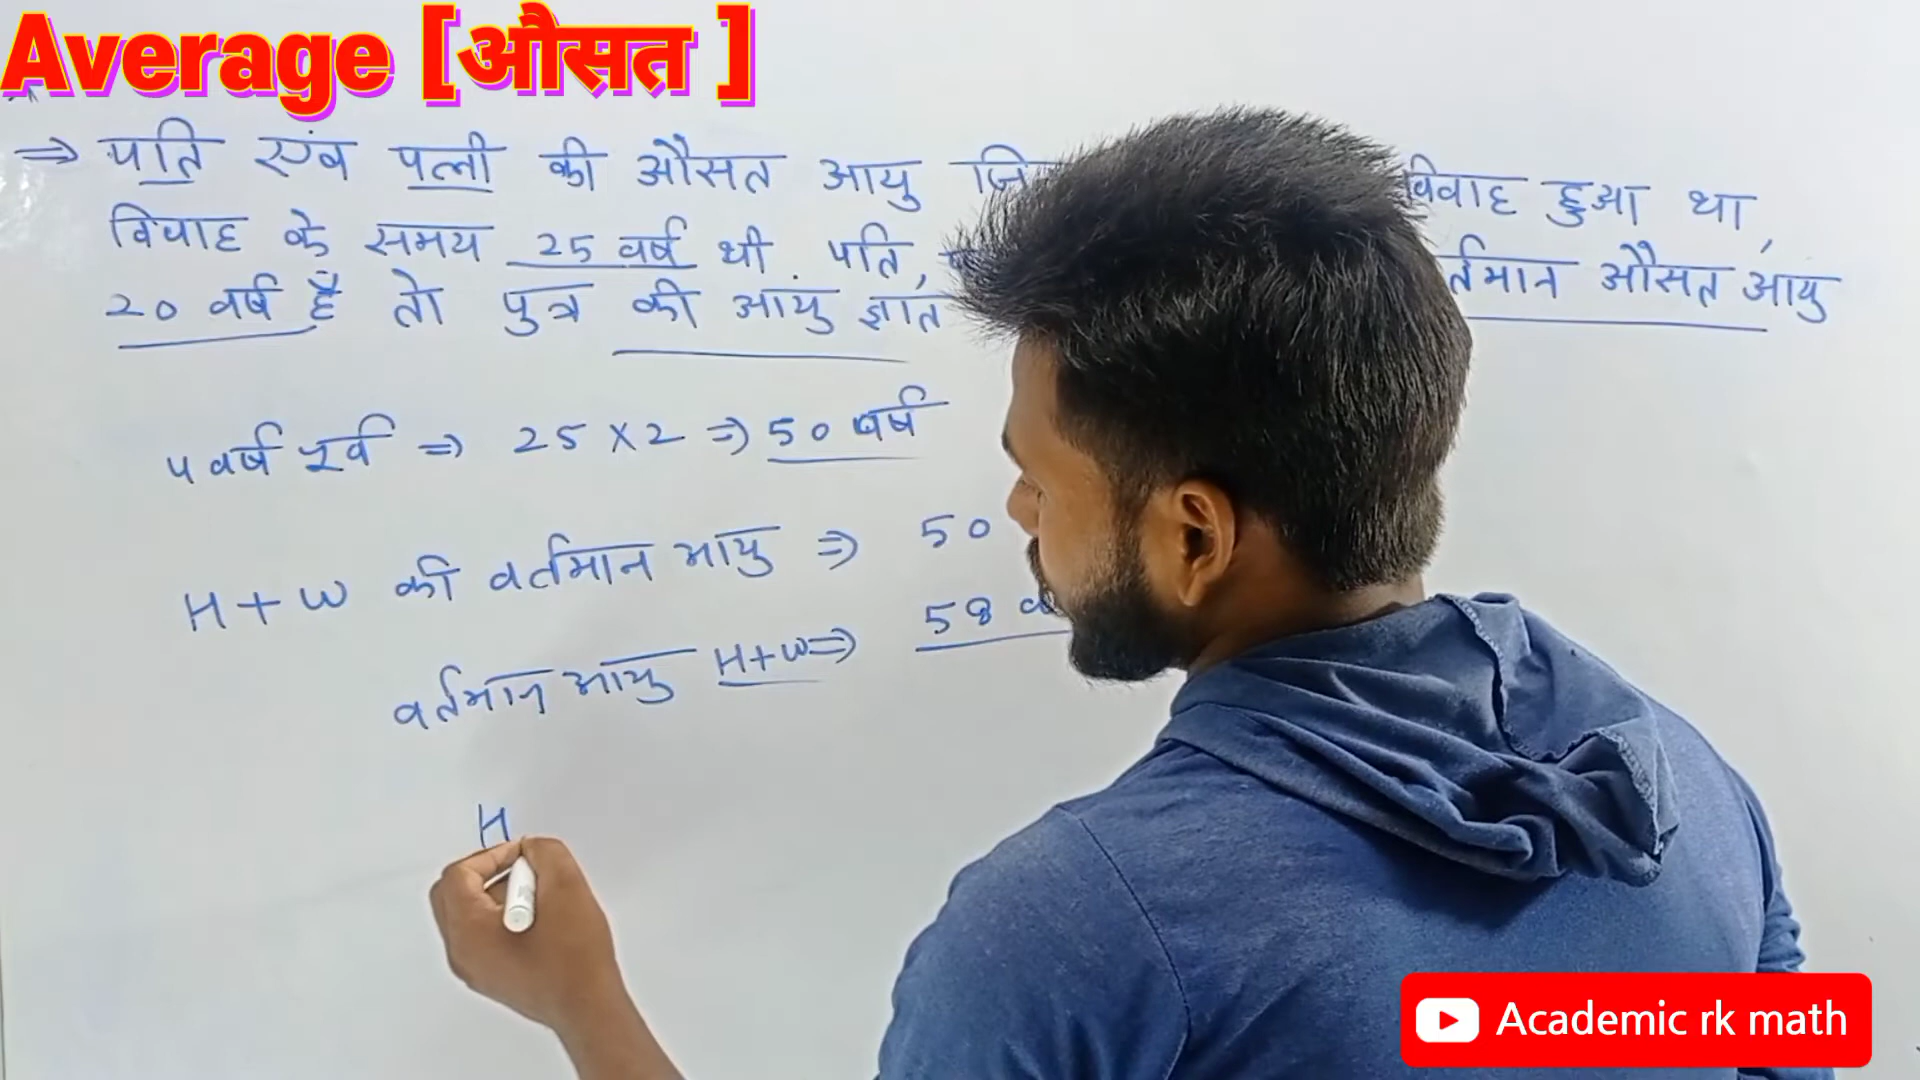 Average [औसत ]
⇒ पति एंव पत्नी की औसत आयु विवाह हुआ था,
विवाह के समय 25 वर्ष थी. पति, र्तमान औसत आयु
20 वर्ष है तो पुत्र की आयु ज्ञात
4 वर्ष पूर्व ⇒ 25 × 2 ⇒ 50 वर्ष
H + W की वर्तमान आयु ⇒ 50
वर्तमान आयु H+W ⇒ 58
H
Academic rk math